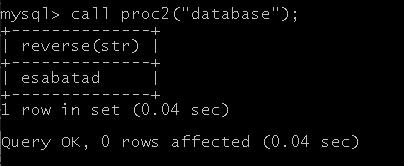 mysql> call proc2("database");
+--------------+
| reverse(str) |
+--------------+
| esabatad     |
+--------------+
1 row in set (0.04 sec)
Query OK, 0 rows affected (0.04 sec)